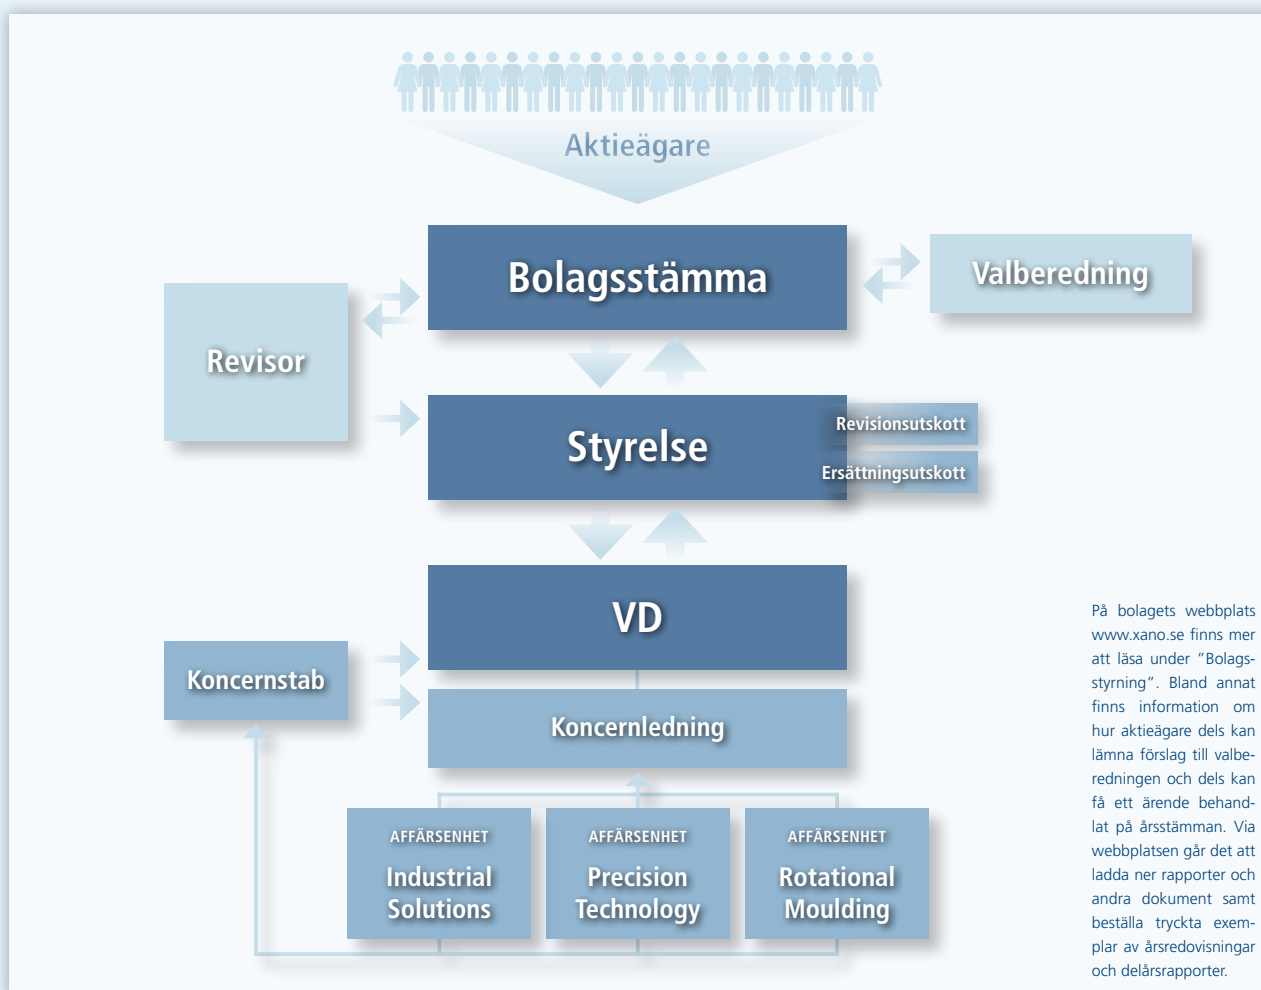 Aktieägare
Bolagsstämma
Valberedning
Revisor
Styrelse
Revisionsutskott
Ersättningsutskott
VD
Koncernstab
Koncernledning
AFFÄRSENHET
Industrial
Solutions
AFFÄRSENHET
Precision
Technology
AFFÄRSENHET
Rotational
Moulding
På bolagets webbplats
www.xano.se finns mer
att läsa under ”Bolags-
styrning”. Bland annat
finns information om
hur aktieägare dels kan
lämna förslag till valbe-
redningen och dels kan
få ett ärende behand-
lat på årsstämman. Via
webbplatsen går det att
ladda ner rapporter och
andra dokument samt
beställa tryckta exem-
plar av årsredovisningar
och delårsrapporter.